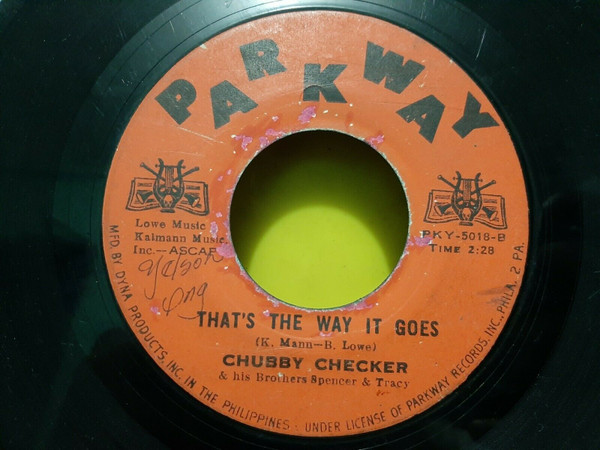 PARKWAY
Lowe Music
Kalmann Music
Inc.—ASCAP
PKY-5018-B
TIME 2:28
THAT'S THE WAY IT GOES
(K. Mann—B. Lowe)
CHUBBY CHECKER
& his Brothers Spencer & Tracy
MFD. BY DYNA PRODUCTS, INC. IN THE PHILIPPINES - UNDER LICENSE OF PARKWAY RECORDS, INC., PHILA. 2 PA.